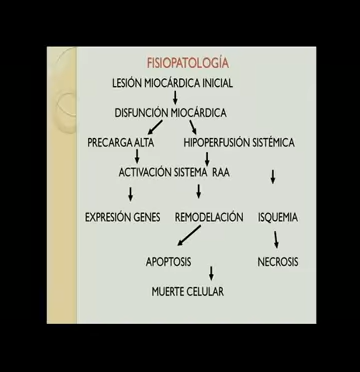 FISIOPATOLOGÍA
LESIÓN MIOCÁRDICA INICIAL
DISFUNCIÓN MIOCÁRDICA
PRECARGA ALTA HIPOPERFUSIÓN SISTÉMICA
ACTIVACIÓN SISTEMA RAA
EXPRESIÓN GENES REMODELACIÓN ISQUEMIA
APOPTOSIS NECROSIS
MUERTE CELULAR